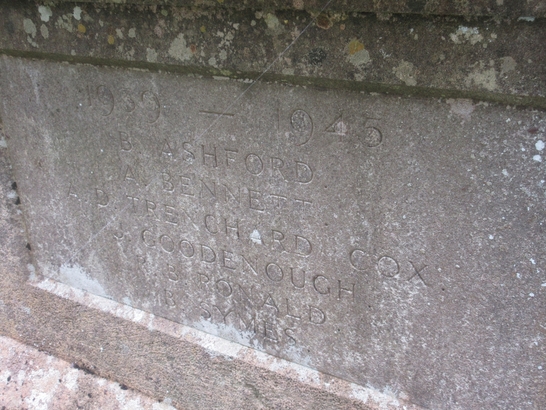 1939 — 1945
B. ASHFORD
A. BENNETT
A. D. TRENCHARD COX
GOODENOUGH
B. RONALD
SYMES